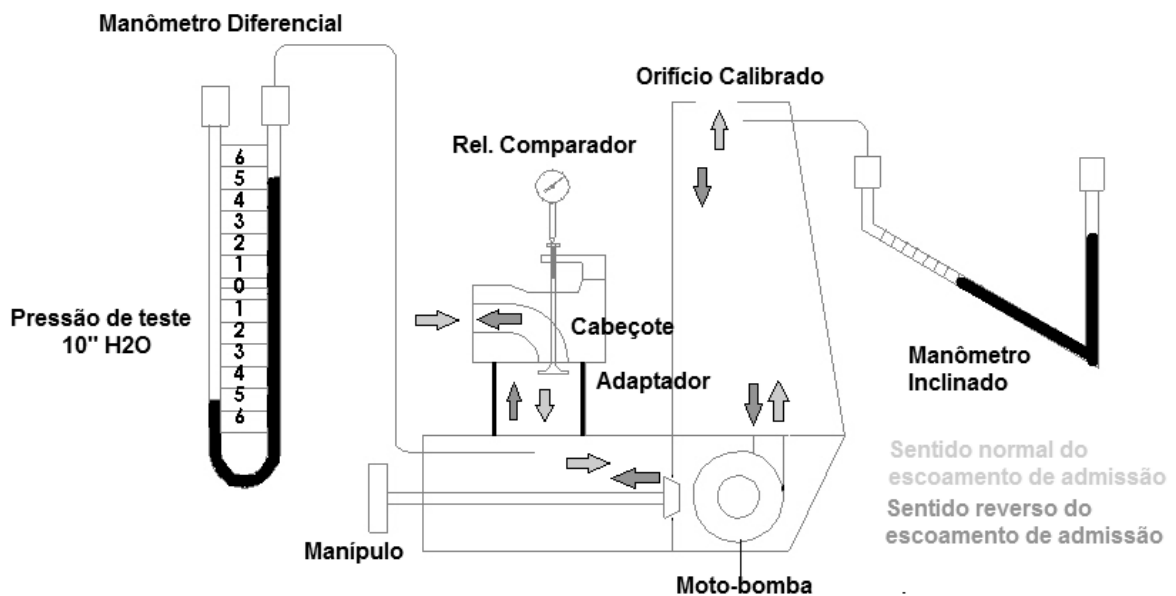 Manômetro Diferencial
Orifício Calibrado
Rel. Comparador
6
5
4
3
2
1
0
1
2
3
4
5
6
Pressão de teste
10" H2O
Cabeçote
Adaptador
Manômetro
Inclinado
Sentido normal do
escoamento de admissão
Sentido reverso do
escoamento de admissão
Manípulo
Moto-bomba